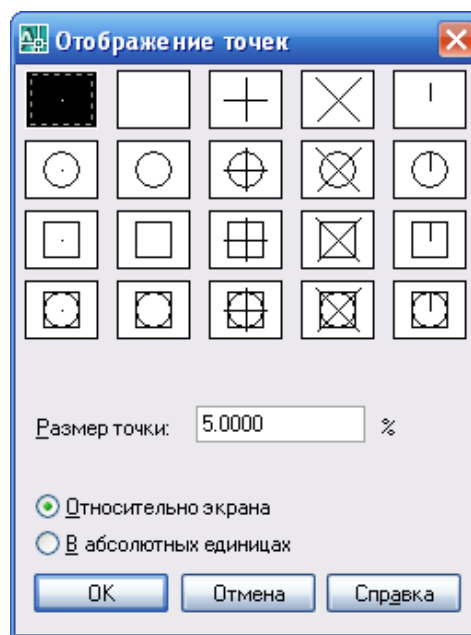 Отображение точек
Размер точки: 5.0000 %
Относительно экрана
В абсолютных единицах
OK Отмена Справка